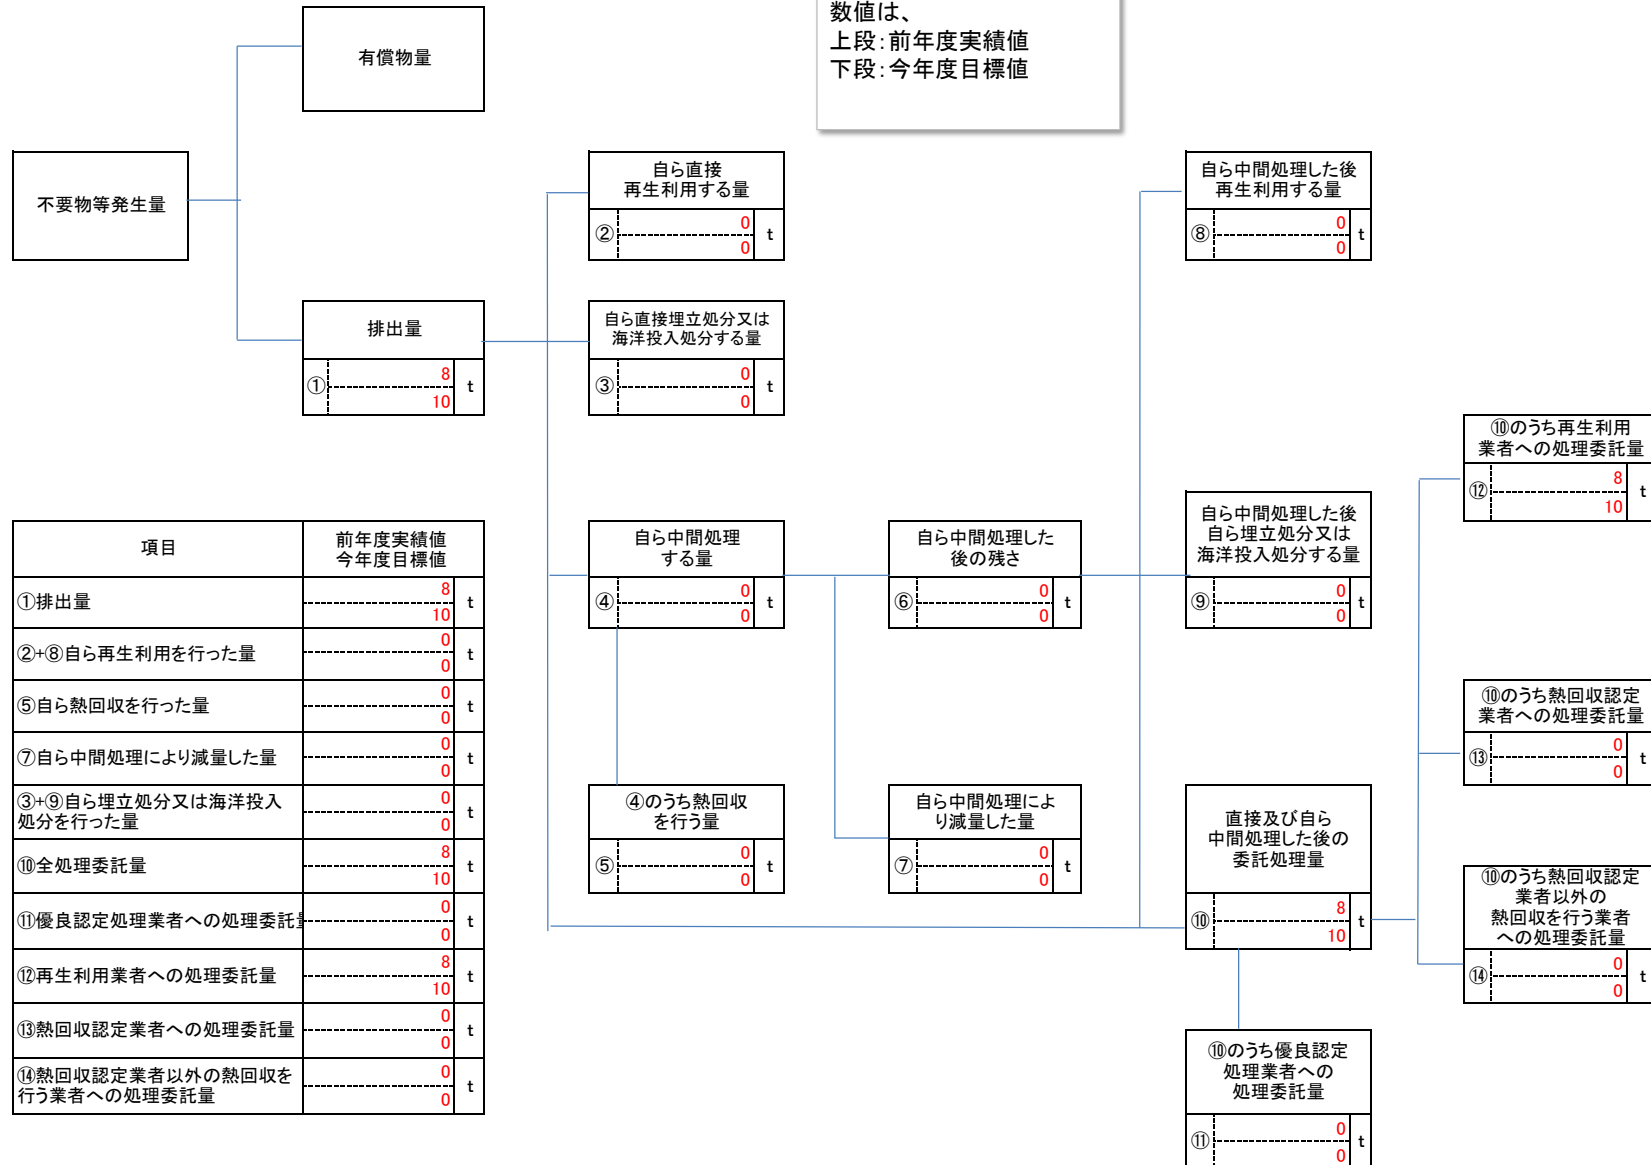 数値は、
上段:前年度実績値
下段:今年度目標値
有償物量
不要物等発生量
自ら直接
再生利用する量
②
0
0
t
自ら中間処理した後
再生利用する量
⑧
0
0
t
排出量
①
8
10
t
自ら直接埋立処分又は
海洋投入処分する量
③
0
0
t
⑩のうち再生利用
業者への処理委託量
⑫
8
10
t
自ら中間処理
する量
④
0
0
t
自ら中間処理した
後の残さ
⑥
0
0
t
自ら中間処理した後
自ら埋立処分又は
海洋投入処分する量
⑨
0
0
t
⑩のうち熱回収認定
業者への処理委託量
⑬
0
0
t
④のうち熱回収
を行う量
⑤
0
0
t
自ら中間処理によ
り減量した量
⑦
0
0
t
直接及び自ら
中間処理した後の
委託処理量
⑩
8
10
t
⑩のうち熱回収認定
業者以外の
熱回収を行う業者
への処理委託量
⑭
0
0
t
⑩のうち優良認定
処理業者への
処理委託量
⑪
0
0
t
項目
前年度実績値
今年度目標値
①排出量
8
10
t
②+⑧自ら再生利用を行った量
0
0
t
⑤自ら熱回収を行った量
0
0
t
⑦自ら中間処理により減量した量
0
0
t
③+⑨自ら埋立処分又は海洋投入
処分を行った量
0
0
t
⑩全処理委託量
8
10
t
⑪優良認定処理業者への処理委託量
0
0
t
⑫再生利用業者への処理委託量
8
10
t
⑬熱回収認定業者への処理委託量
0
0
t
⑭熱回収認定業者以外の熱回収を
行う業者への処理委託量
0
0
t